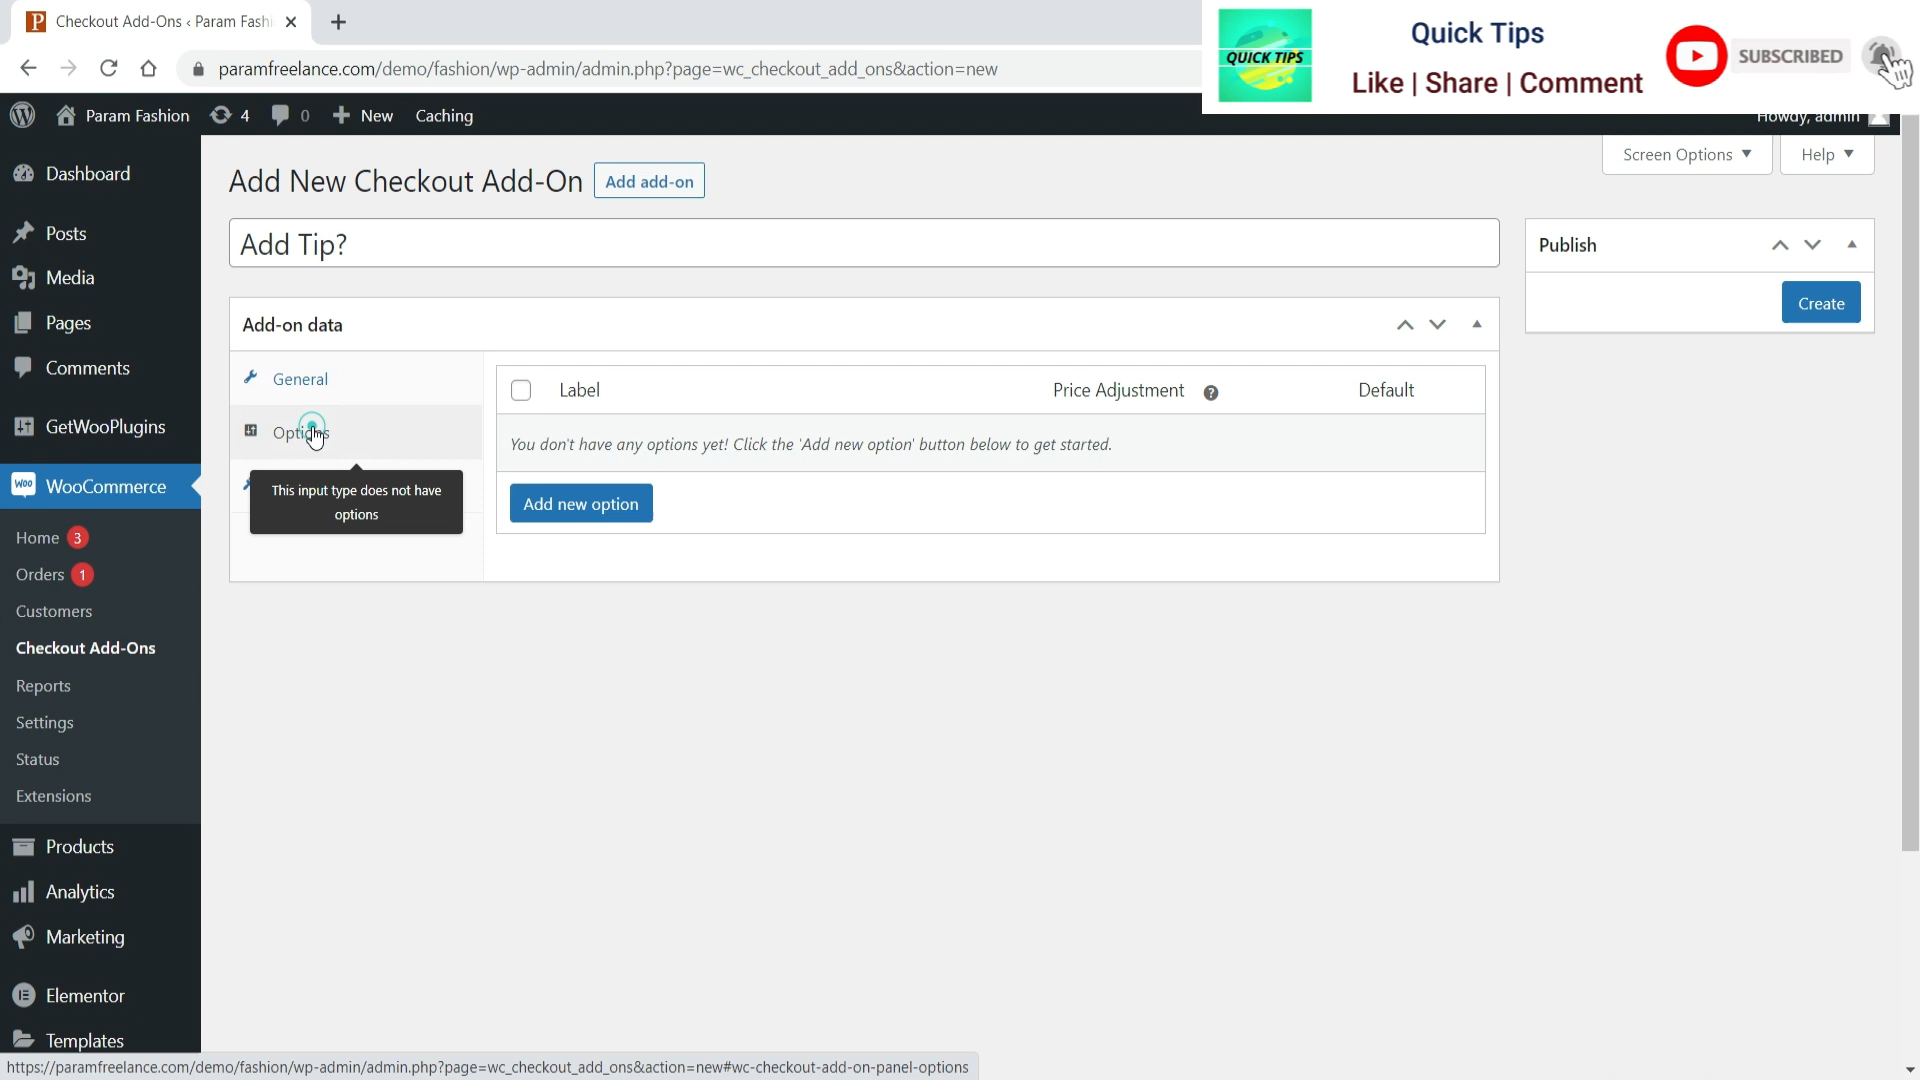 Checkout Add-Ons ‹ Param Fashi
paramfreelance.com/demo/fashion/wp-admin/admin.php?page=wc_checkout_add_ons&action=new
QUICK TIPS
Quick Tips
Like | Share | Comment
SUBSCRIBED
Param Fashion
4
0
New
Caching
Howdy, admin
Dashboard
Posts
Media
Pages
Comments
GetWooPlugins
WooCommerce
Home 3
Orders 1
Customers
Checkout Add-Ons
Reports
Settings
Status
Extensions
Products
Analytics
Marketing
Elementor
Templates
Screen Options
Help
Add New Checkout Add-On
Add add-on
Add Tip?
Publish
Create
Add-on data
General
Options
This input type does not have
options
Label
Price Adjustment
Default
You don't have any options yet! Click the 'Add new option' button below to get started.
Add new option
https://paramfreelance.com/demo/fashion/wp-admin/admin.php?page=wc_checkout_add_ons&action=new#wc-checkout-add-on-panel-options